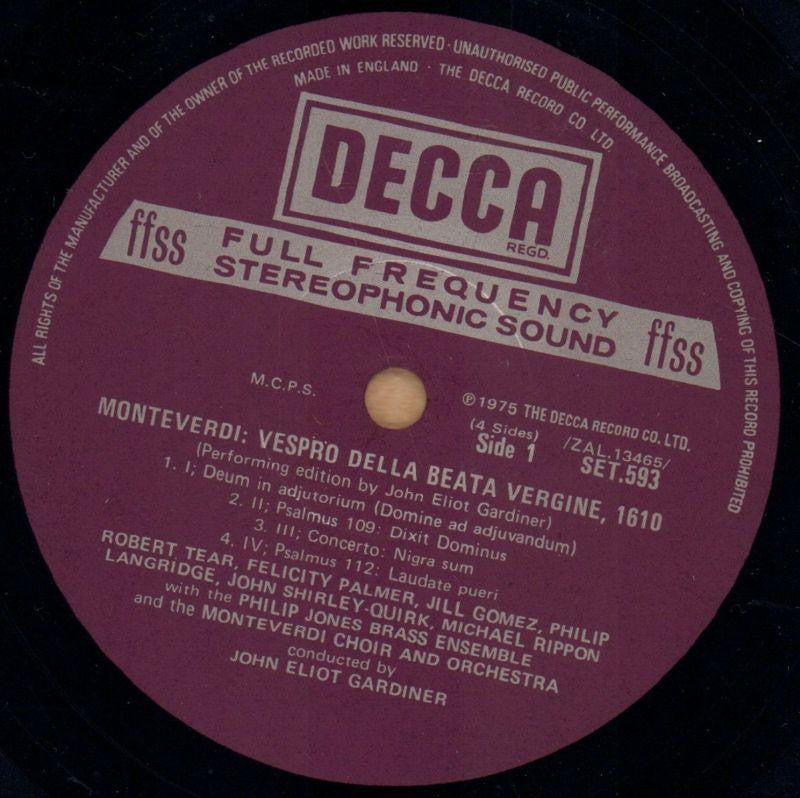 ALL RIGHTS OF THE MANUFACTURER AND OF THE OWNER OF THE RECORDED WORK RESERVED · UNAUTHORISED PUBLIC PERFORMANCE BROADCASTING AND COPYING OF THIS RECORD PROHIBITED
MADE IN ENGLAND · THE DECCA RECORD CO. LTD.
DECCA
REGD.
ffss FULL FREQUENCY ffss
STEREOPHONIC SOUND
M.C.P.S.
℗1975 THE DECCA RECORD CO. LTD.
(4 Sides) /ZAL.13465/
Side 1 SET.593
MONTEVERDI: VESPRO DELLA BEATA VERGINE, 1610
(Performing edition by John Eliot Gardiner)
1. I; Deum in adjutorium (Domine ad adjuvandum)
2. II; Psalmus 109: Dixit Dominus
3. III; Concerto: Nigra sum
4. IV; Psalmus 112: Laudate pueri
ROBERT TEAR, FELICITY PALMER, JILL GOMEZ, PHILIP
LANGRIDGE, JOHN SHIRLEY-QUIRK, MICHAEL RIPPON
with the PHILIP JONES BRASS ENSEMBLE
and the MONTEVERDI CHOIR AND ORCHESTRA
conducted by
JOHN ELIOT GARDINER